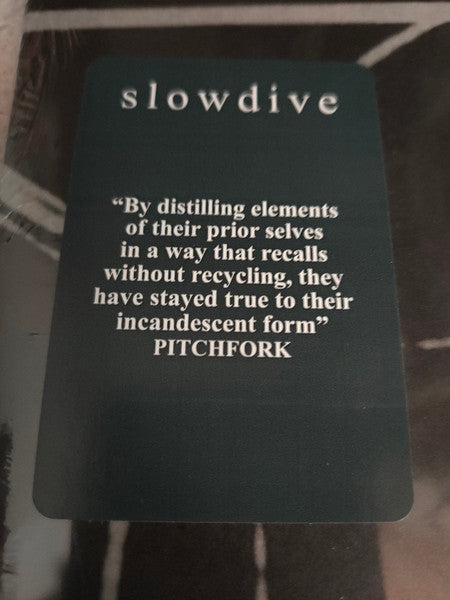 slowdive
“By distilling elements
of their prior selves
in a way that recalls
without recycling, they
have stayed true to their
incandescent form”
PITCHFORK